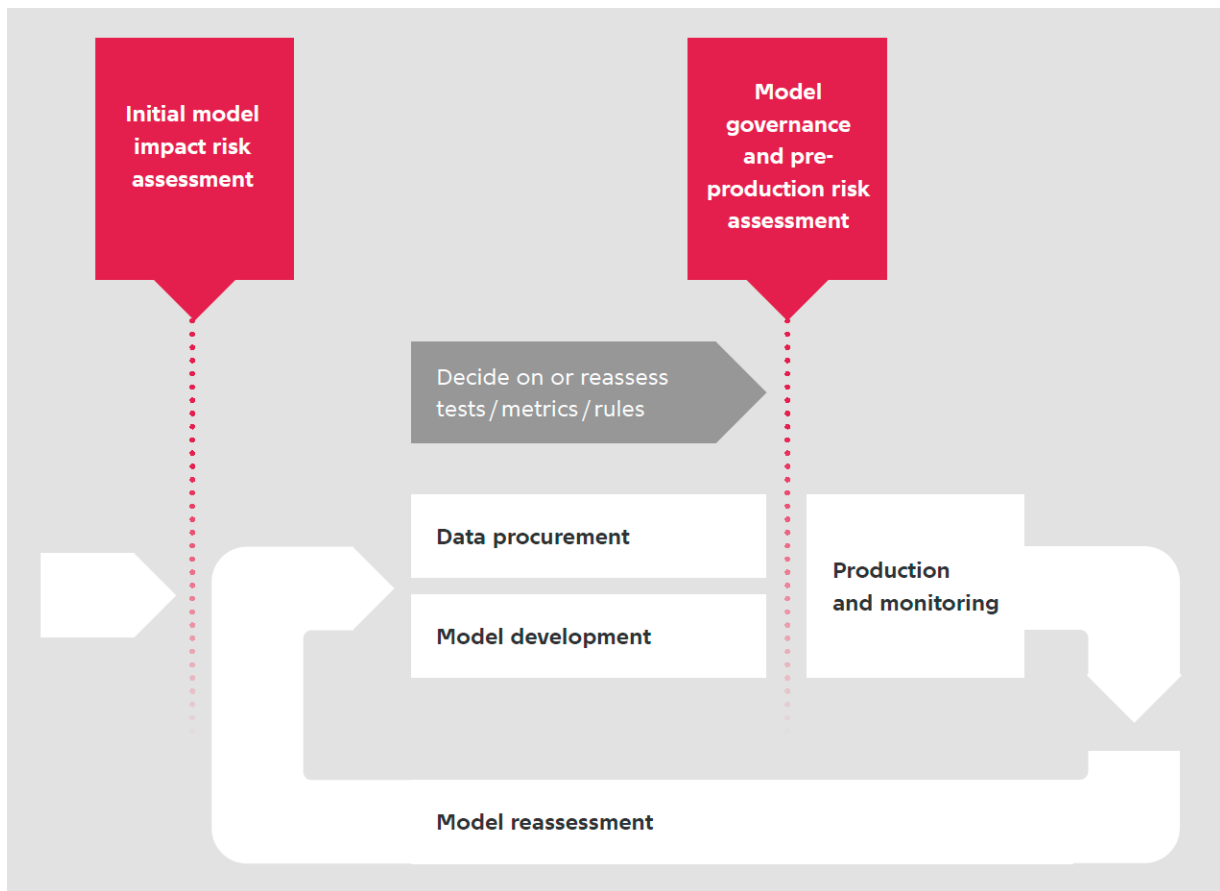 Initial model
impact risk
assessment
Model
governance
and pre-
production risk
assessment
Decide on or reassess
tests / metrics / rules
Data procurement
Model development
Production
and monitoring
Model reassessment